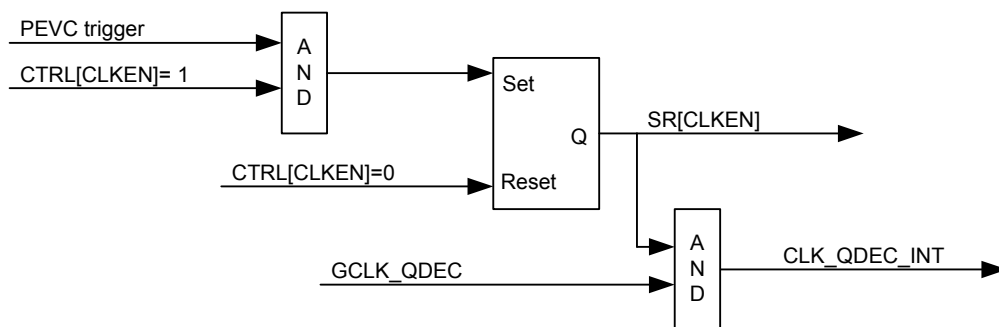 PEVC trigger
CTRL[CLKEN]= 1
A
N
D
Set
Q
SR[CLKEN]
CTRL[CLKEN]=0
Reset
GCLK_QDEC
A
N
D
CLK_QDEC_INT